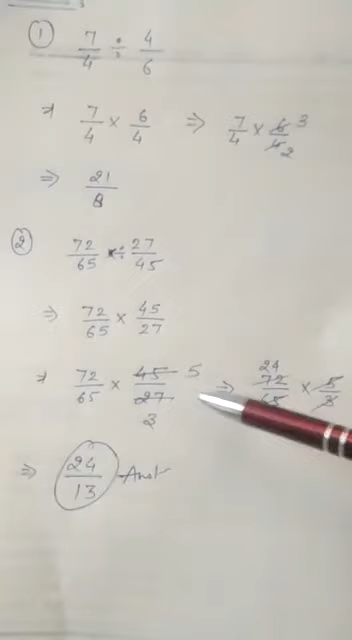 ① 7/4 ÷ 4/6
⇒ 7/4 × 6/4 ⇒ 7/4 × 6/4 3 2
⇒ 21/8
② 72/65 ÷ 27/45
⇒ 72/65 × 45/27
⇒ 72/65 × 45/27 5 3 ⇒ 24 72/65 × 5/3
⇒ 24/13 Ans